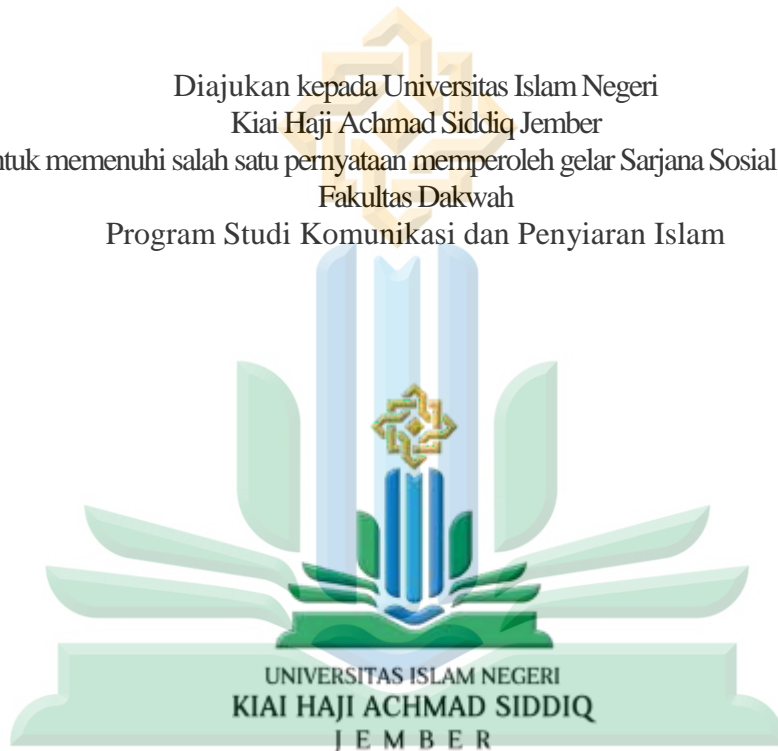 Diajukan kepada Universitas Islam Negeri
Kiai Haji Achmad Siddiq Jember
ntuk memenuhi salah satu pernyataan memperoleh gelar Sarjana Sosial
Fakultas Dakwah
Program Studi Komunikasi dan Penyiaran Islam
UNIVERSITAS ISLAM NEGERI
KIAI HAJI ACHMAD SIDDIQ
JEMBER